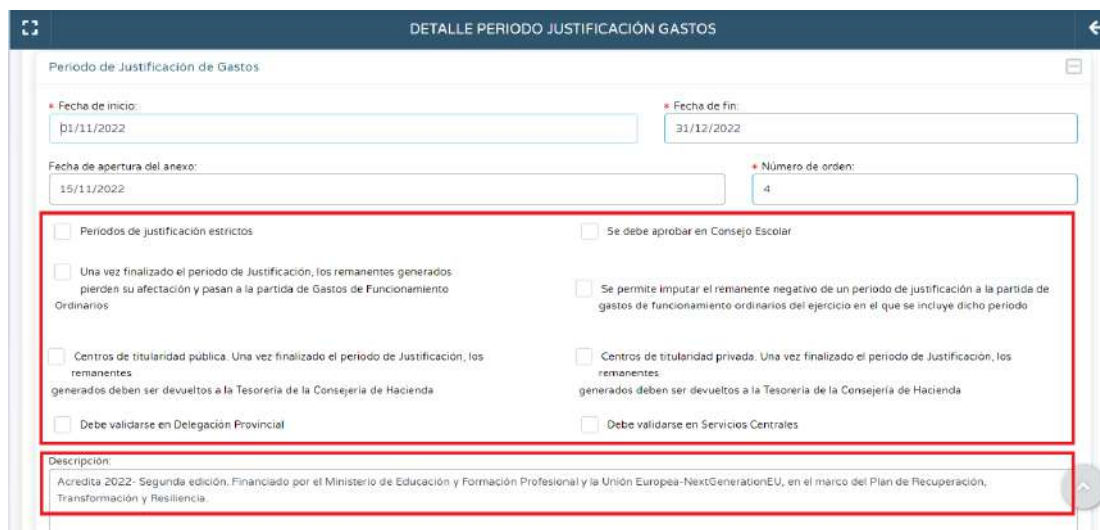 DETALLE PERIODO JUSTIFICACIÓN GASTOS
Periodo de Justificación de Gastos
* Fecha de inicio:
* Fecha de fin:
01/11/2022
31/12/2022
Fecha de apertura del anexo:
* Número de orden:
15/11/2022
4
Periodos de justificación estrictos
Se debe aprobar en Consejo Escolar
Una vez finalizado el periodo de Justificación, los remanentes generados
pierden su afectación y pasan a la partida de Gastos de Funcionamiento
Ordinarios
Se permite imputar el remanente negativo de un periodo de justificación a la partida de
gastos de funcionamiento ordinarios del ejercicio en el que se incluye dicho período
Centros de titularidad pública. Una vez finalizado el periodo de Justificación, los
remanentes
generados deben ser devueltos a la Tesorería de la Consejería de Hacienda
Centros de titularidad privada. Una vez finalizado el periodo de Justificación, los
remanentes
generados deben ser devueltos a la Tesorería de la Consejería de Hacienda
Debe validarse en Delegación Provincial
Debe validarse en Servicios Centrales
Descripción:
Acredita 2022- Segunda edición. Financiado por el Ministerio de Educación y Formación Profesional y la Unión Europea-NextGenerationEU, en el marco del Plan de Recuperación,
Transformación y Resiliencia.